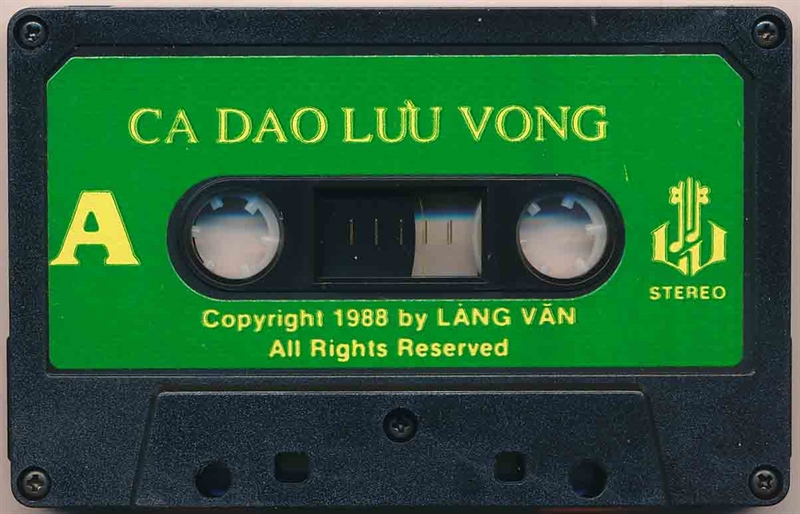 CA DAO LƯU VONG
A
STEREO
Copyright 1988 by LÀNG VĂN
All Rights Reserved